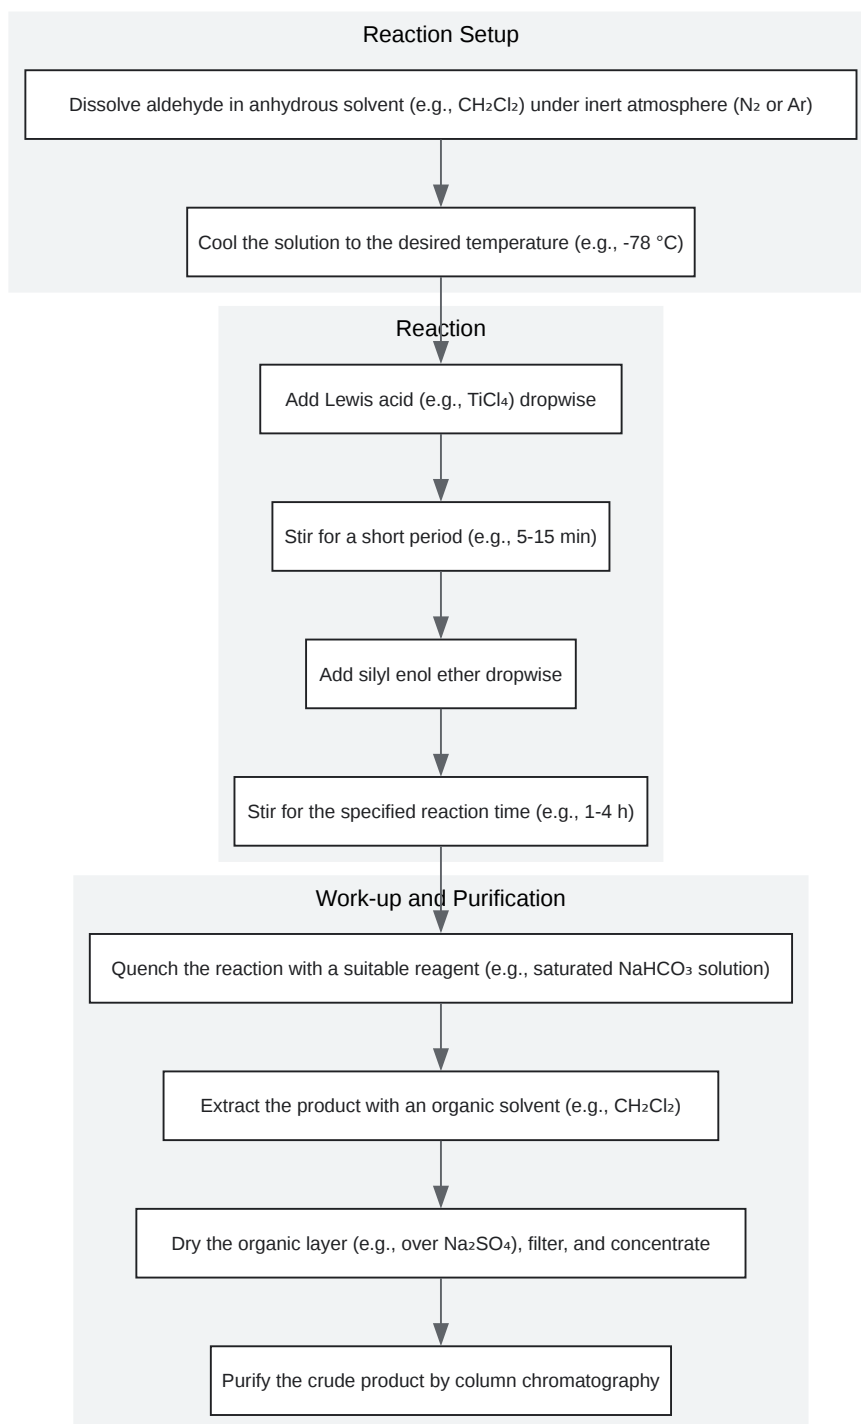 Reaction Setup
Dissolve aldehyde in anhydrous solvent (e.g., CH₂Cl₂) under inert atmosphere (N₂ or Ar)
Cool the solution to the desired temperature (e.g., -78 °C)
Reaction
Add Lewis acid (e.g., TiCl₄) dropwise
Stir for a short period (e.g., 5-15 min)
Add silyl enol ether dropwise
Stir for the specified reaction time (e.g., 1-4 h)
Work-up and Purification
Quench the reaction with a suitable reagent (e.g., saturated NaHCO₃ solution)
Extract the product with an organic solvent (e.g., CH₂Cl₂)
Dry the organic layer (e.g., over Na₂SO₄), filter, and concentrate
Purify the crude product by column chromatography